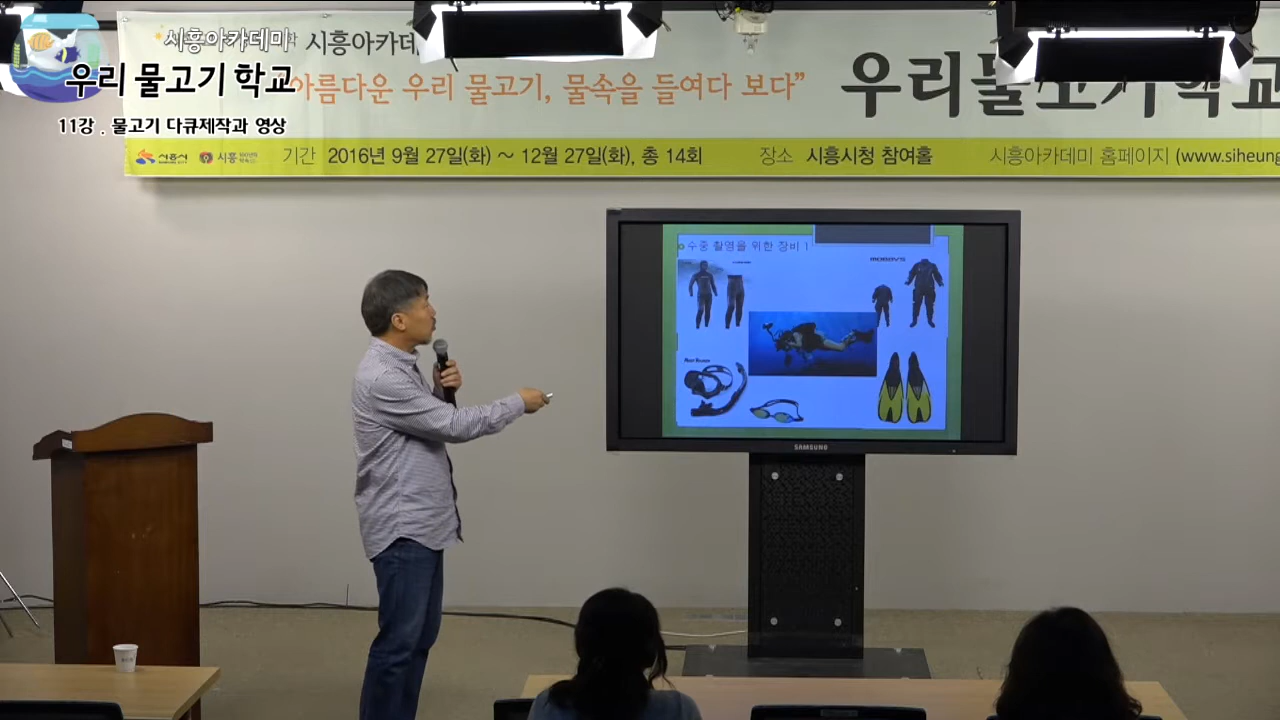 시흥아카데미
우리 물고기 학교
11강 . 물고기 다큐제작과 영상
시흥아카데
아름다운 우리 물고기, 물속을 들여다 보다”
우리물고기학교
시흥시
시흥
기간 2016년 9월 27일(화) ~ 12월 27일(화), 총 14회
장소 시흥시청 참여홀
시흥아카데미 홈페이지 (www.siheung
수중 촬영을 위한 장비 1
SAMSUNG